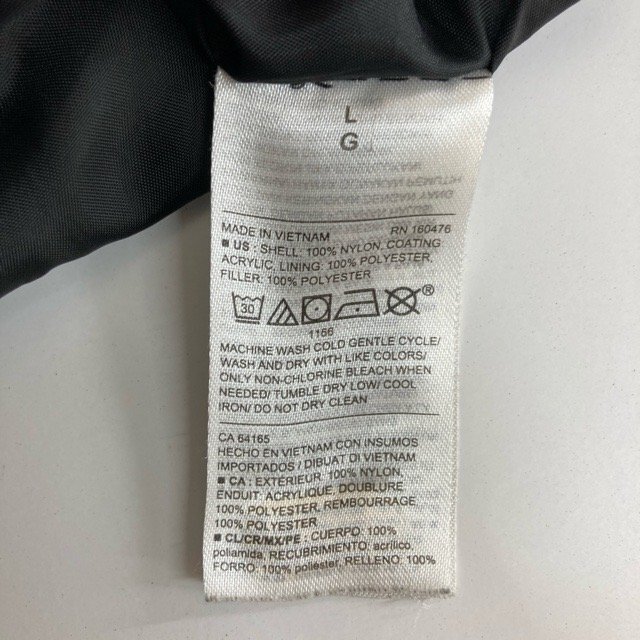 L
G
MADE IN VIETNAM RN 160476
■ US : SHELL: 100% NYLON, COATING
ACRYLIC, LINING: 100% POLYESTER,
FILLER: 100% POLYESTER
30 ®
1166
MACHINE WASH COLD GENTLE CYCLE/
WASH AND DRY WITH LIKE COLORS/
ONLY NON-CHLORINE BLEACH WHEN
NEEDED/ TUMBLE DRY LOW/ COOL
IRON/ DO NOT DRY CLEAN
CA 64165
HECHO EN VIETNAM CON INSUMOS
IMPORTADOS / DIBUAT DI VIETNAM
■ CA : EXTÉRIEUR, 100% NYLON,
ENDUIT: ACRYLIQUE, DOUBLURE
100% POLYESTER, REMBOURRAGE
100% POLYESTER
■ CL/CR/MX/PE : CUERPO: 100%
poliamida, RECUBRIMIENTO: acrílico,
FORRO: 100% poliester, RELLENO: 100%